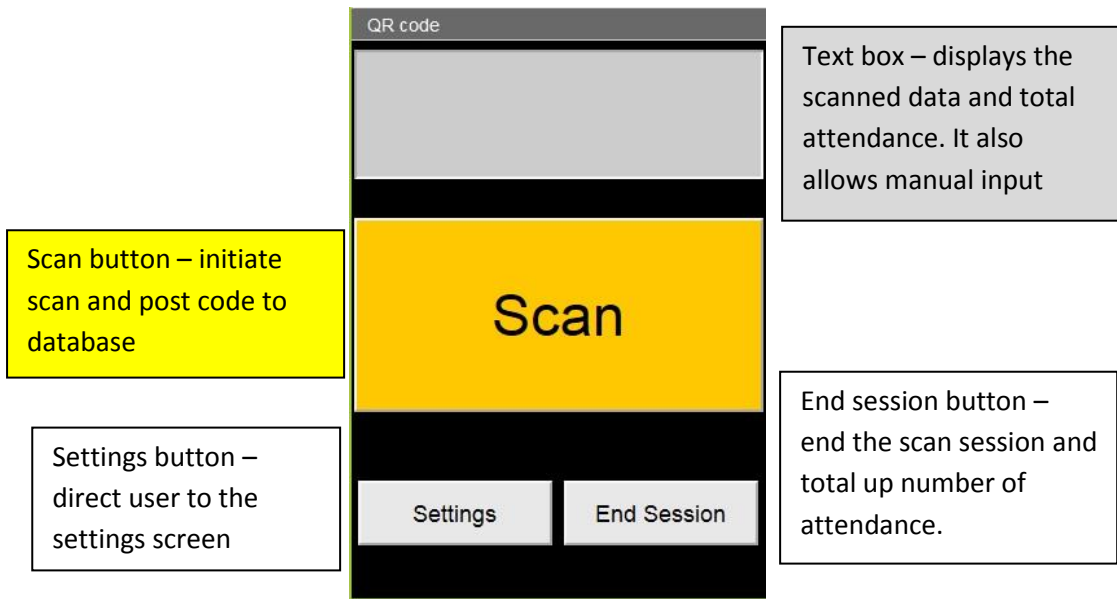 QR code
Text box – displays the
scanned data and total
attendance. It also
allows manual input
Scan button – initiate
scan and post code to
database
Scan
Settings button –
direct user to the
settings screen
Settings
End Session
End session button –
end the scan session and
total up number of
attendance.